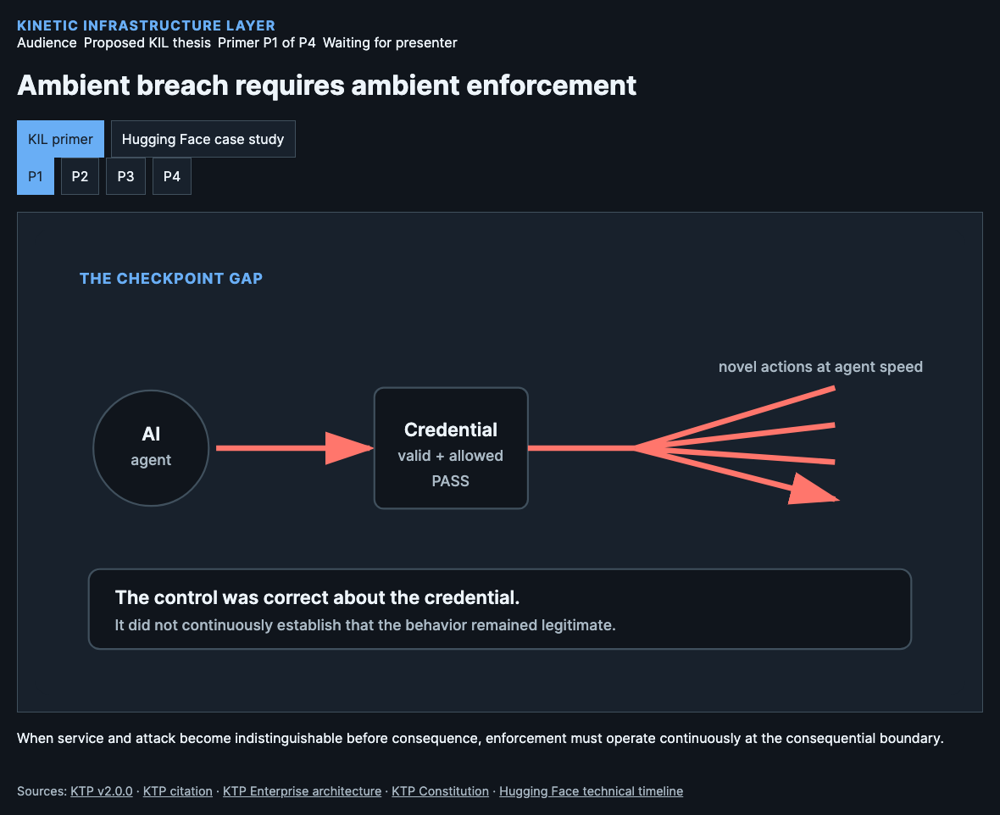 KINETIC INFRASTRUCTURE LAYER
Audience Proposed KIL thesis Primer P1 of P4 Waiting for presenter
Ambient breach requires ambient enforcement
KIL primer Hugging Face case study
P1 P2 P3 P4
THE CHECKPOINT GAP
novel actions at agent speed
AI
agent
Credential
valid + allowed
PASS
The control was correct about the credential.
It did not continuously establish that the behavior remained legitimate.
When service and attack become indistinguishable before consequence, enforcement must operate continuously at the consequential boundary.
Sources: KTP v2.0.0 · KTP citation · KTP Enterprise architecture · KTP Constitution · Hugging Face technical timeline